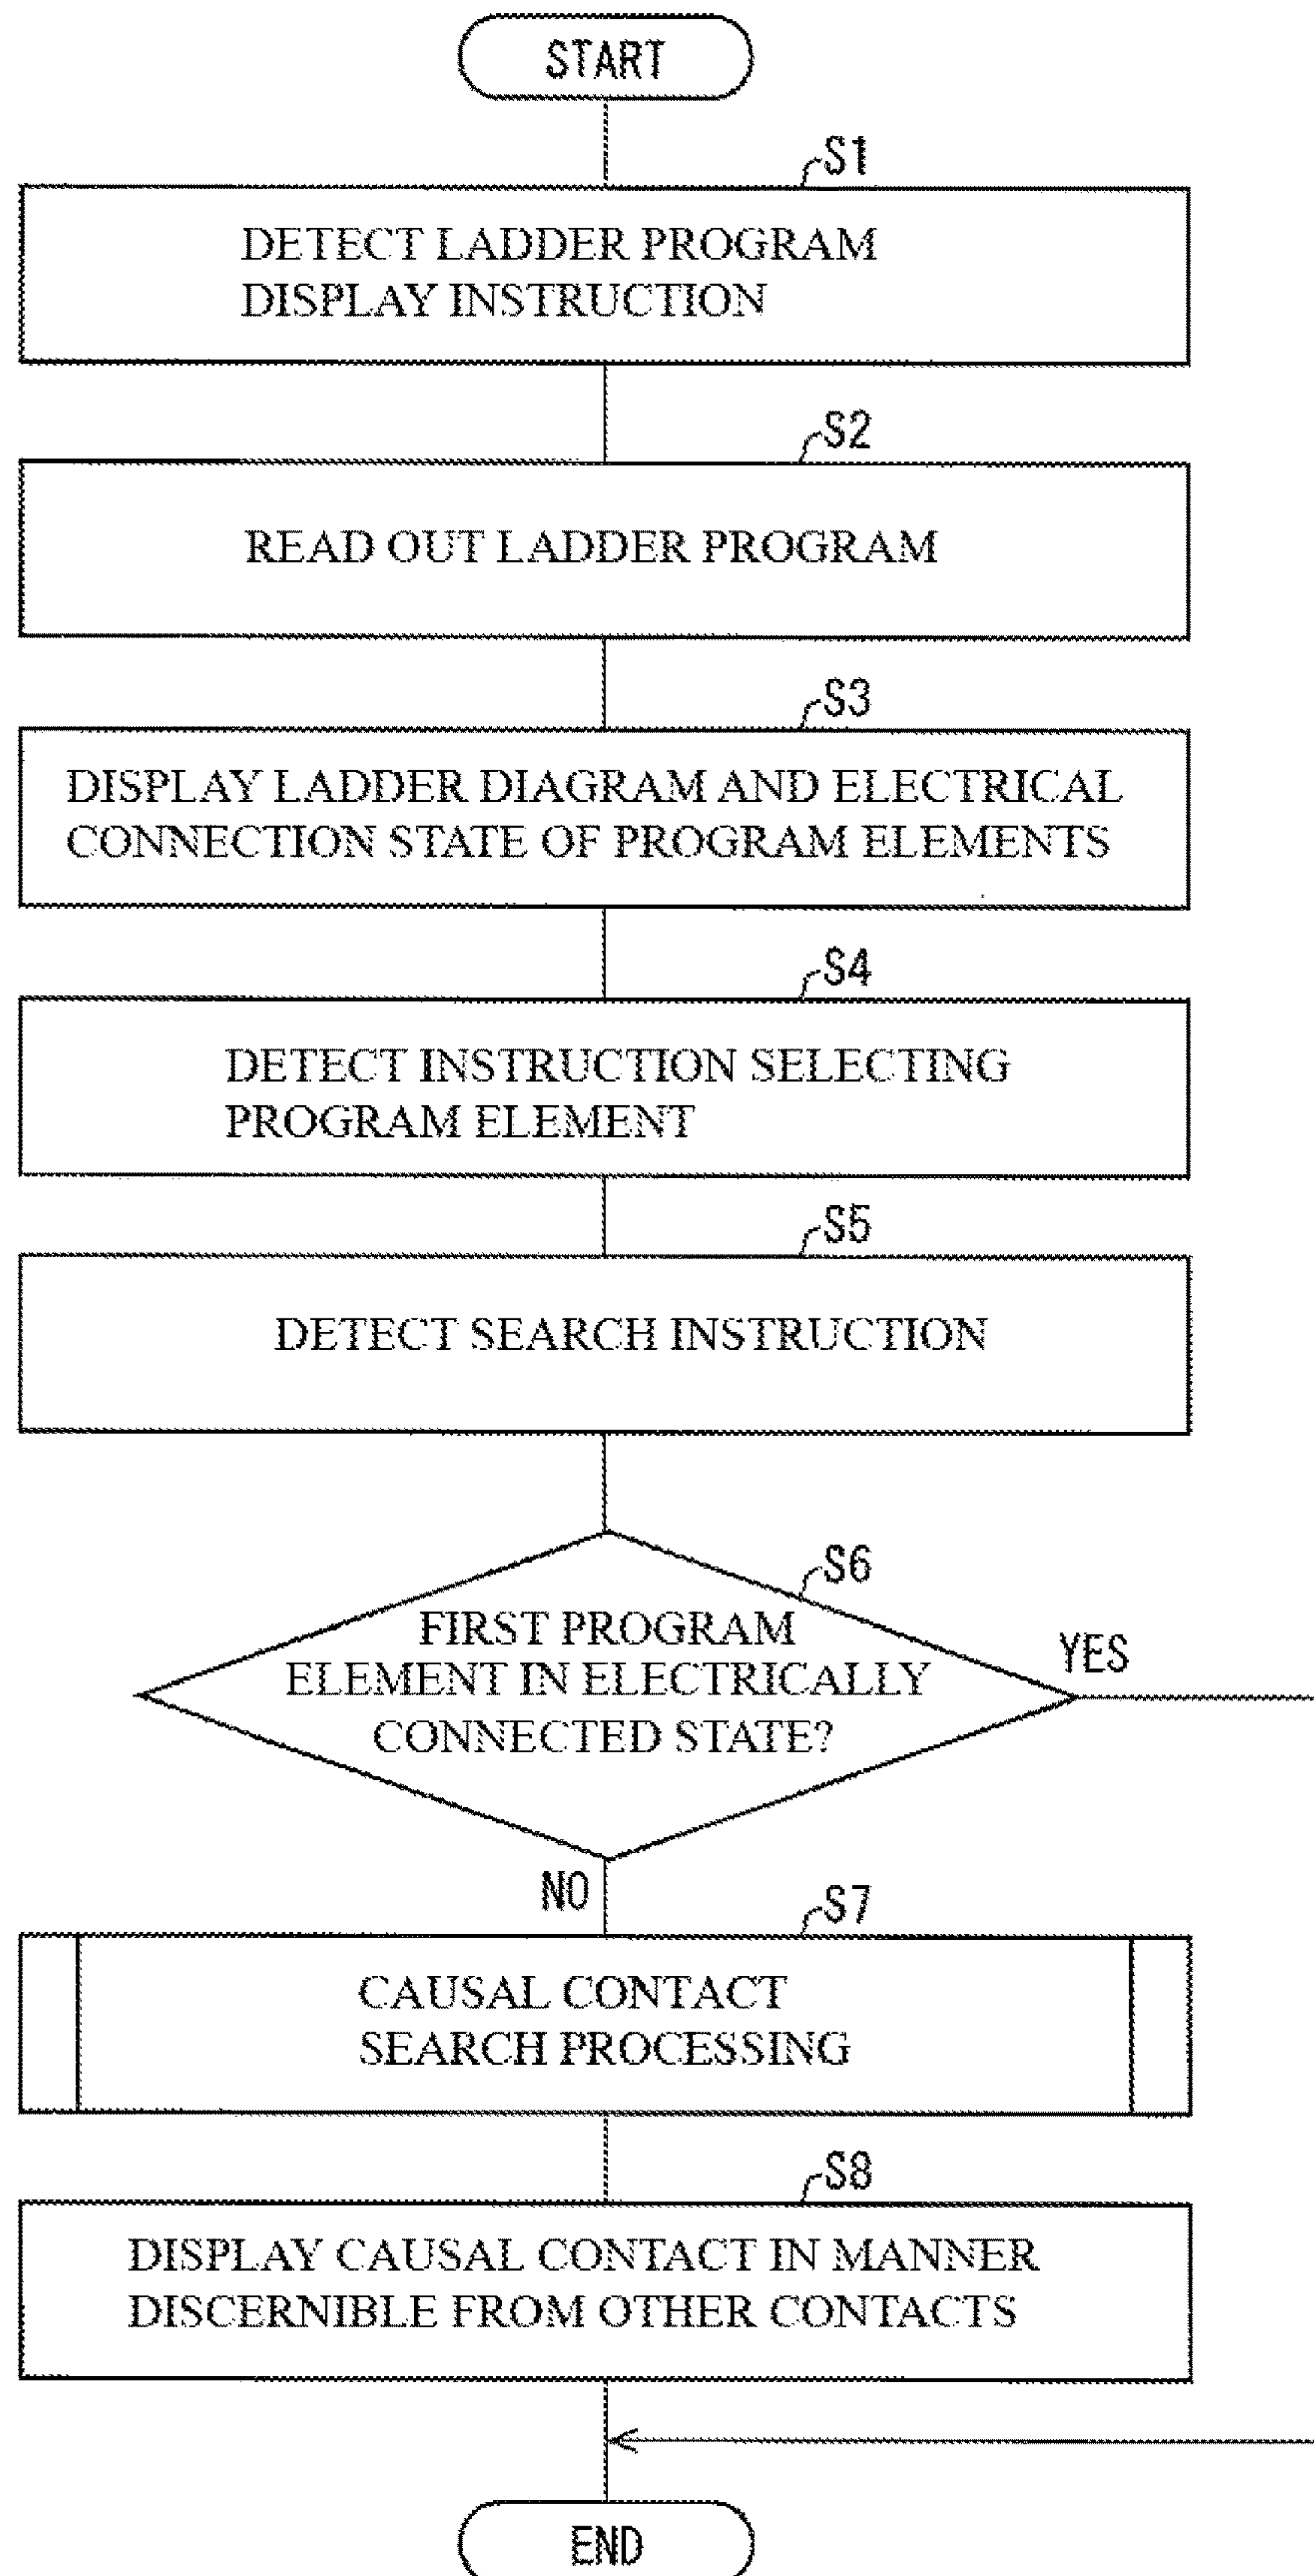 START
S1
DETECT LADDER PROGRAM
DISPLAY INSTRUCTION
S2
READ OUT LADDER PROGRAM
S3
DISPLAY LADDER DIAGRAM AND ELECTRICAL
CONNECTION STATE OF PROGRAM ELEMENTS
S4
DETECT INSTRUCTION SELECTING
PROGRAM ELEMENT
S5
DETECT SEARCH INSTRUCTION
S6
FIRST PROGRAM
ELEMENT IN ELECTRICALLY
CONNECTED STATE?
YES
NO
S7
CAUSAL CONTACT
SEARCH PROCESSING
S8
DISPLAY CAUSAL CONTACT IN MANNER
DISCERNIBLE FROM OTHER CONTACTS
END